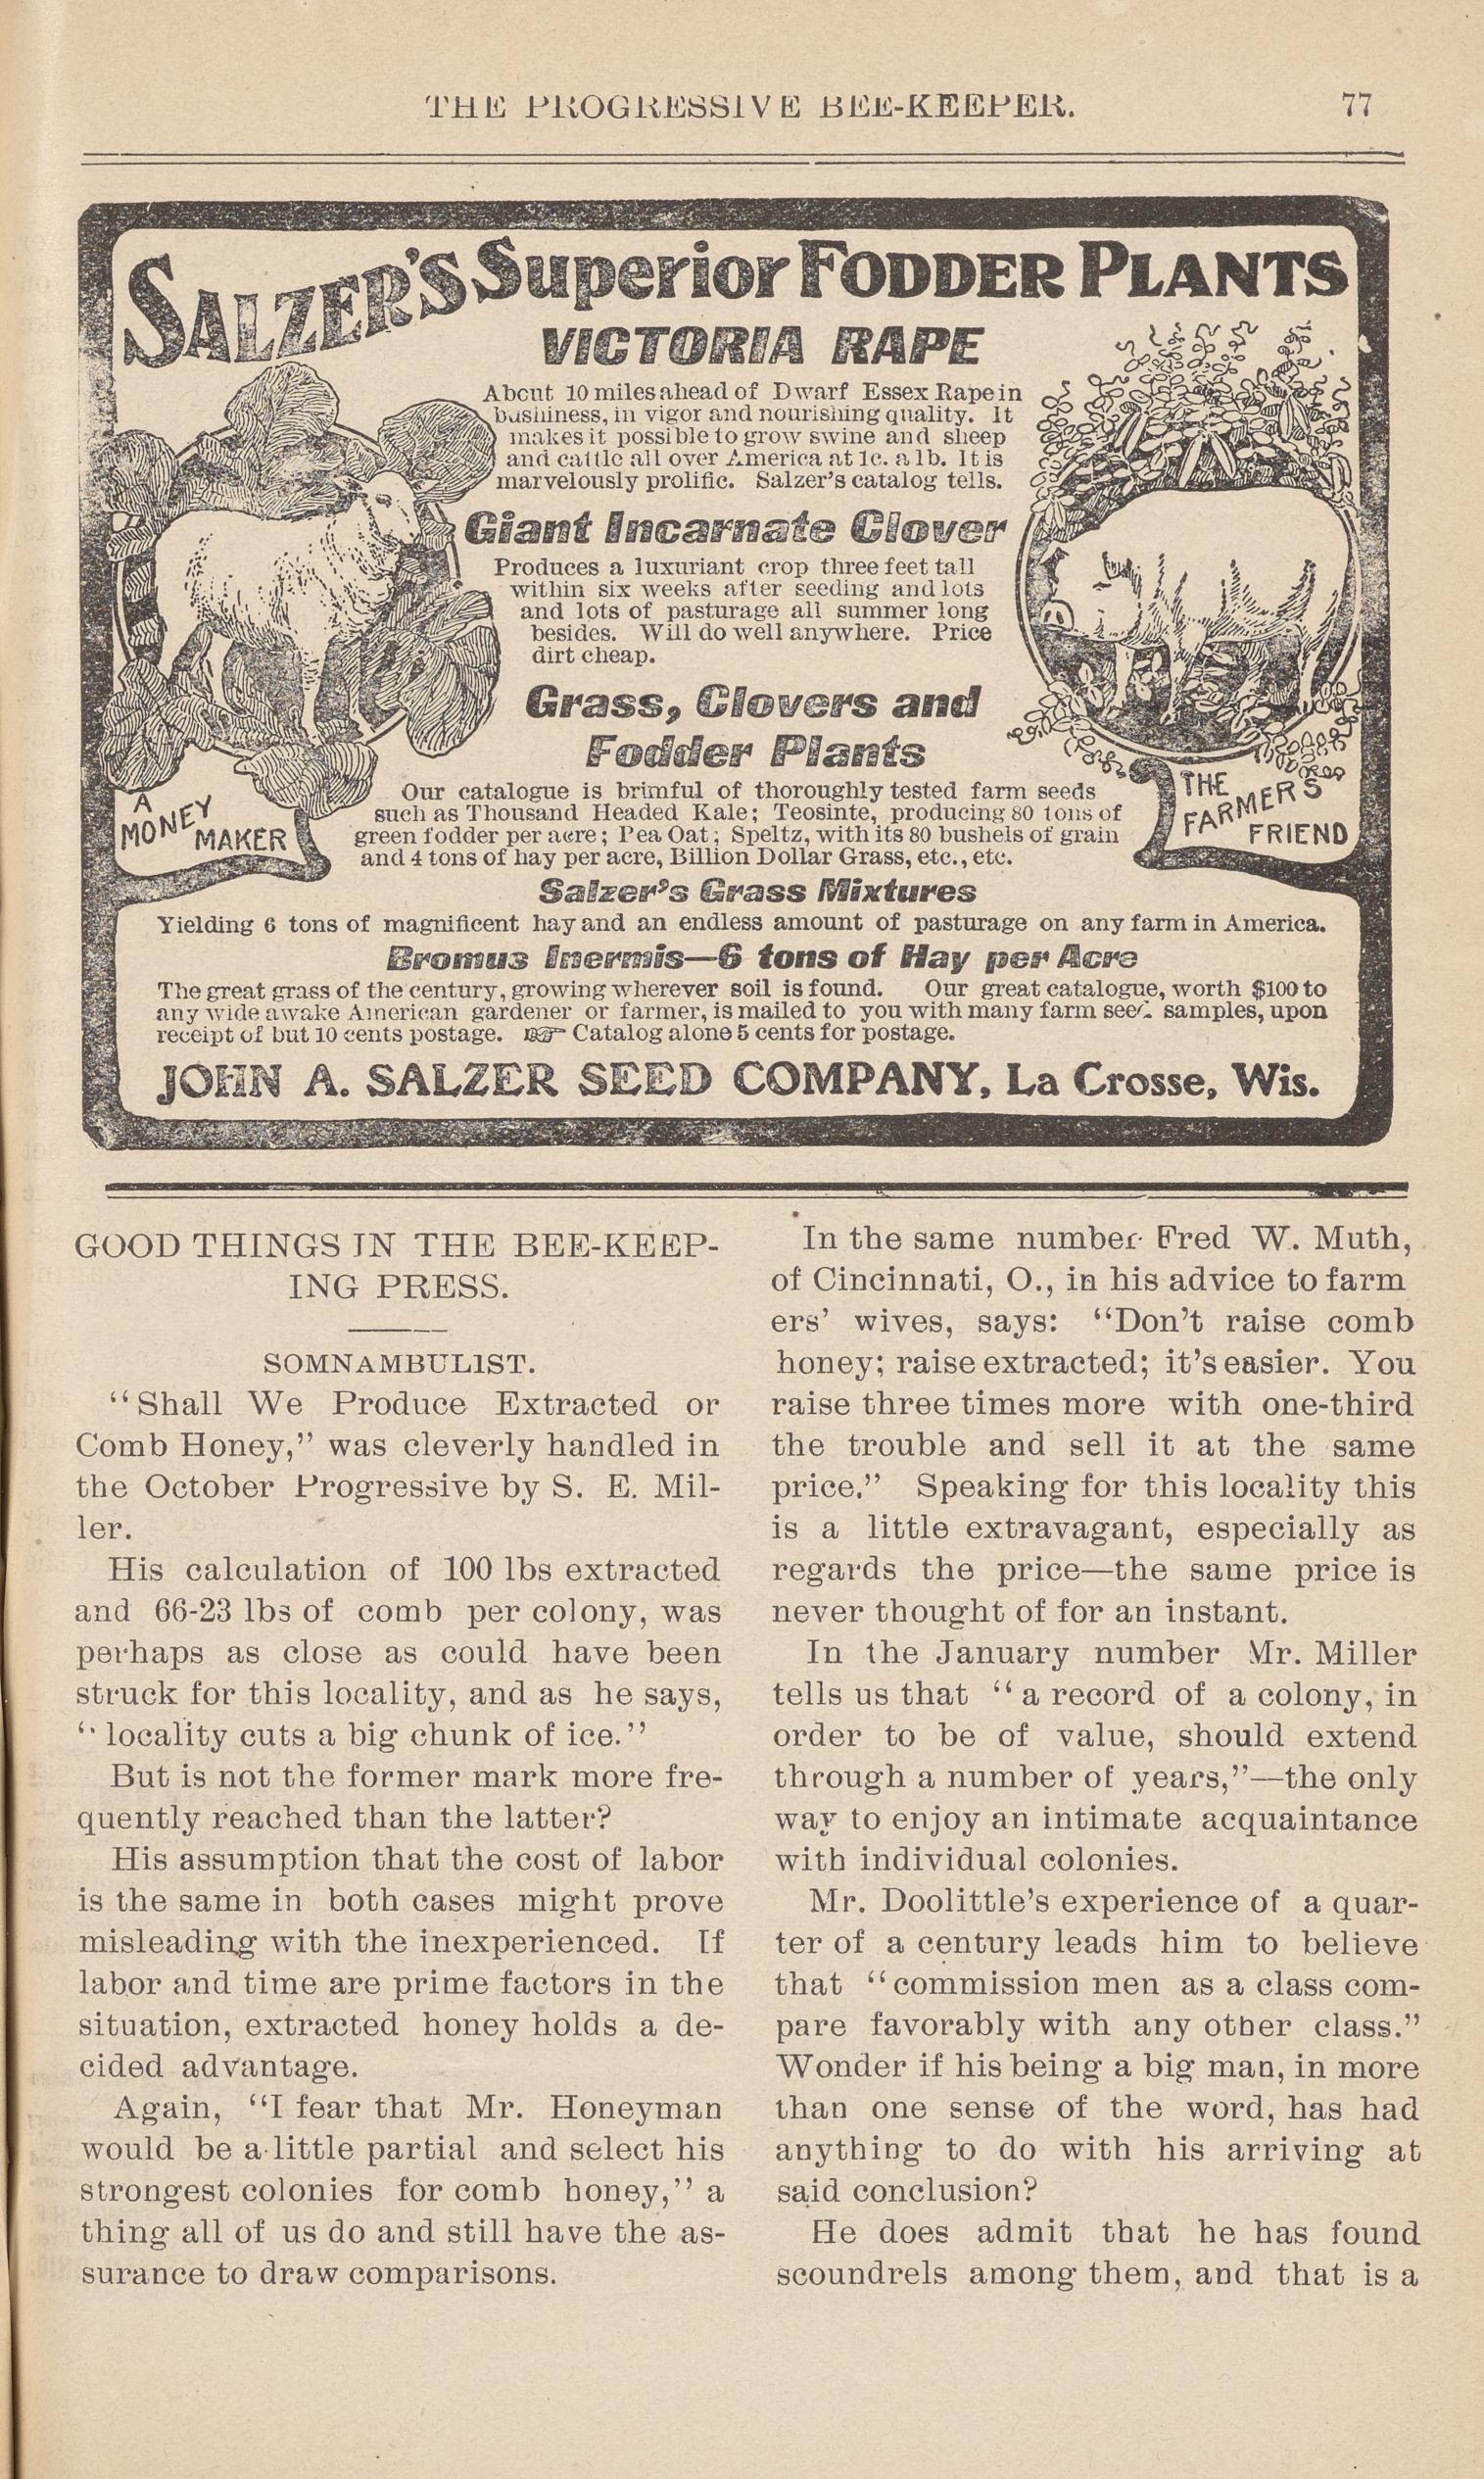 THE PROGRESSIVE BEE-KEEPER. 77
SALZER'S Superior FODDER PLANTS
VICTORIA RAPE
About 10 miles ahead of Dwarf Essex Rape in
busiiness, in vigor and nourishing quality. It
makes it possible to grow swine and sheep
and cattle all over America at 1c. a lb. It is
marvelously prolific. Salzer's catalog tells.
Giant Incarnate Clover
Produces a luxuriant crop three feet tall
within six weeks after seeding and lots
and lots of pasturage all summer long
besides. Will do well anywhere. Price
dirt cheap.
Grass, Clovers and
Fodder Plants
Our catalogue is brimful of thoroughly tested farm seeds
such as Thousand Headed Kale; Teosinte, producing 80 tons of
green fodder per acre; Pea Oat; Speltz, with its 80 bushels of grain
and 4 tons of hay per acre, Billion Dollar Grass, etc., etc.
A
MONEY
MAKER
THE
FARMER'S
FRIEND
Salzer's Grass Mixtures
Yielding 6 tons of magnificent hay and an endless amount of pasturage on any farm in America.
Bromus Inermis—6 tons of Hay per Acre
The great grass of the century, growing wherever soil is found. Our great catalogue, worth $100 to
any wide awake American gardener or farmer, is mailed to you with many farm seed samples, upon
receipt of but 10 cents postage. ☞ Catalog alone 5 cents for postage.
JOHN A. SALZER SEED COMPANY, La Crosse, Wis.
GOOD THINGS IN THE BEE-KEEP-
ING PRESS.
SOMNAMBULIST.
"Shall We Produce Extracted or
Comb Honey," was cleverly handled in
the October Progressive by S. E. Mil-
ler.
His calculation of 100 lbs extracted
and 66-23 lbs of comb per colony, was
perhaps as close as could have been
struck for this locality, and as he says,
"locality cuts a big chunk of ice."
But is not the former mark more fre-
quently reached than the latter?
His assumption that the cost of labor
is the same in both cases might prove
misleading with the inexperienced. If
labor and time are prime factors in the
situation, extracted honey holds a de-
cided advantage.
Again, "I fear that Mr. Honeyman
would be a little partial and select his
strongest colonies for comb honey," a
thing all of us do and still have the as-
surance to draw comparisons.
In the same number Fred W. Muth,
of Cincinnati, O., in his advice to farm
ers' wives, says: "Don't raise comb
honey; raise extracted; it's easier. You
raise three times more with one-third
the trouble and sell it at the same
price." Speaking for this locality this
is a little extravagant, especially as
regards the price—the same price is
never thought of for an instant.
In the January number Mr. Miller
tells us that "a record of a colony, in
order to be of value, should extend
through a number of years,"—the only
way to enjoy an intimate acquaintance
with individual colonies.
Mr. Doolittle's experience of a quar-
ter of a century leads him to believe
that "commission men as a class com-
pare favorably with any other class."
Wonder if his being a big man, in more
than one sense of the word, has had
anything to do with his arriving at
said conclusion?
He does admit that he has found
scoundrels among them, and that is a